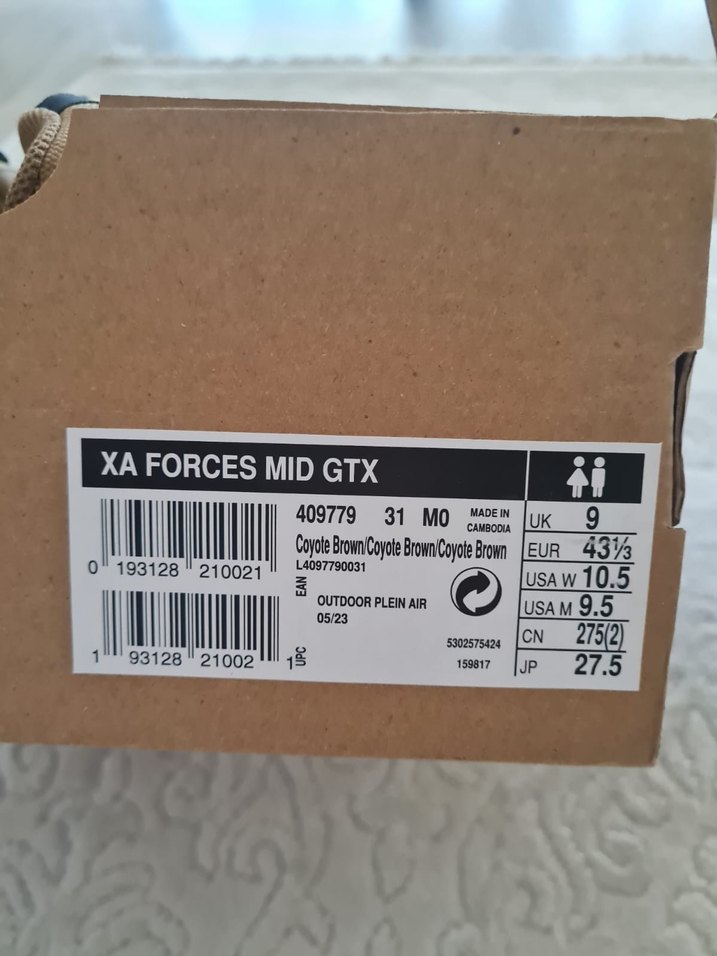 XA FORCES MID GTX
409779 31 M0 MADE IN CAMBODIA
Coyote Brown/Coyote Brown/Coyote Brown
L4097790031
0 193128 210021
EAN
OUTDOOR PLEIN AIR
05/23
1 93128 21002 1
UPC
5302575424
159817
UK 9
EUR 43⅓
USA W 10.5
USA M 9.5
CN 275(2)
JP 27.5